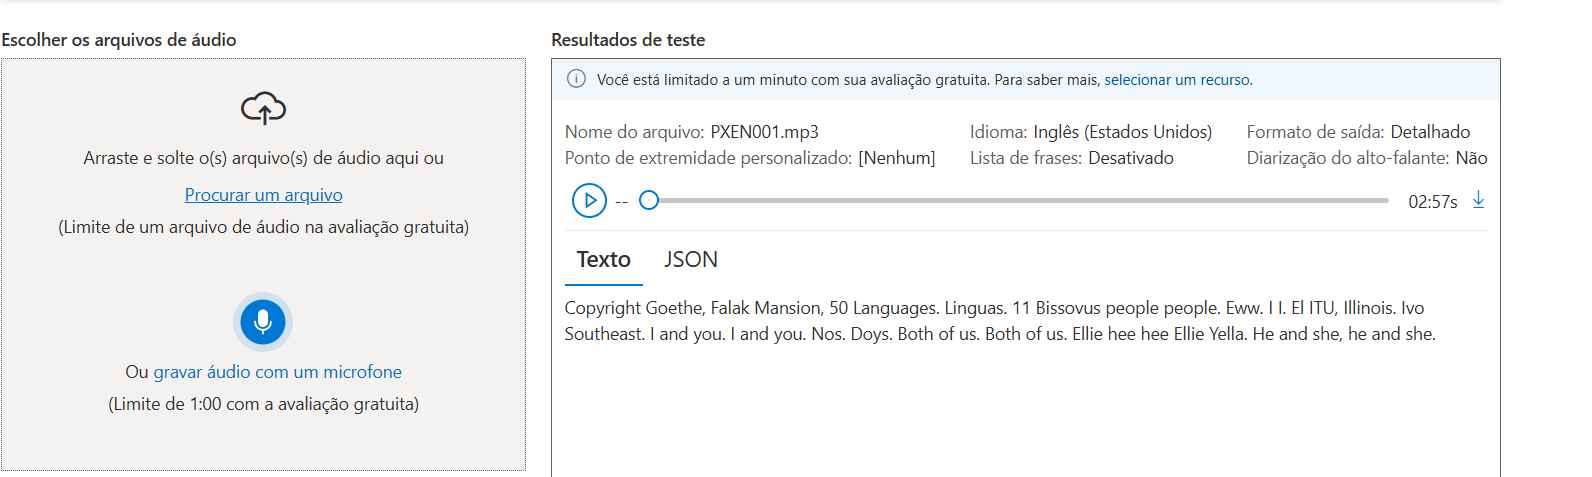 Escolher os arquivos de áudio
Arraste e solte o(s) arquivo(s) de áudio aqui ou
Procurar um arquivo
(Limite de um arquivo de áudio na avaliação gratuita)
Ou gravar áudio com um microfone
(Limite de 1:00 com a avaliação gratuita)
Resultados de teste
Você está limitado a um minuto com sua avaliação gratuita. Para saber mais, selecionar um recurso.
Nome do arquivo: PXEN001.mp3 Idioma: Inglês (Estados Unidos) Formato de saída: Detalhado
Ponto de extremidade personalizado: [Nenhum] Lista de frases: Desativado Diarização do alto-falante: Não
-- 02:57s
Texto JSON
Copyright Goethe, Falak Mansion, 50 Languages. Linguas. 11 Bissovus people people. Eww. I I. El ITU, Illinois. Ivo
Southeast. I and you. I and you. Nos. Doys. Both of us. Both of us. Ellie hee hee Ellie Yella. He and she, he and she.